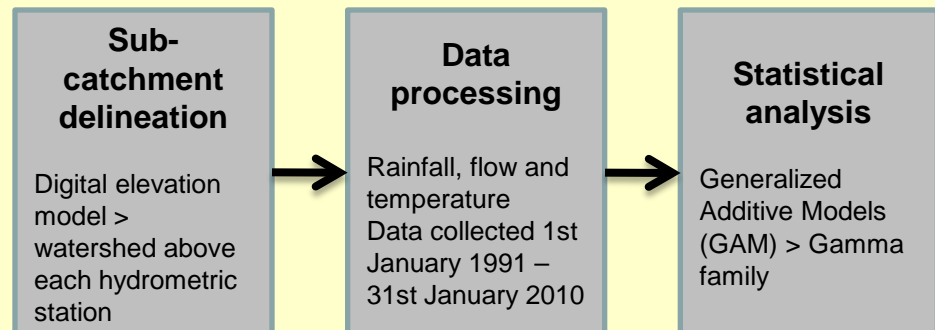 Sub-
catchment
delineation
Digital elevation
model >
watershed above
each hydrometric
station
Data
processing
Rainfall, flow and
temperature
Data collected 1st
January 1991 –
31st January 2010
Statistical
analysis
Generalized
Additive Models
(GAM) > Gamma
family